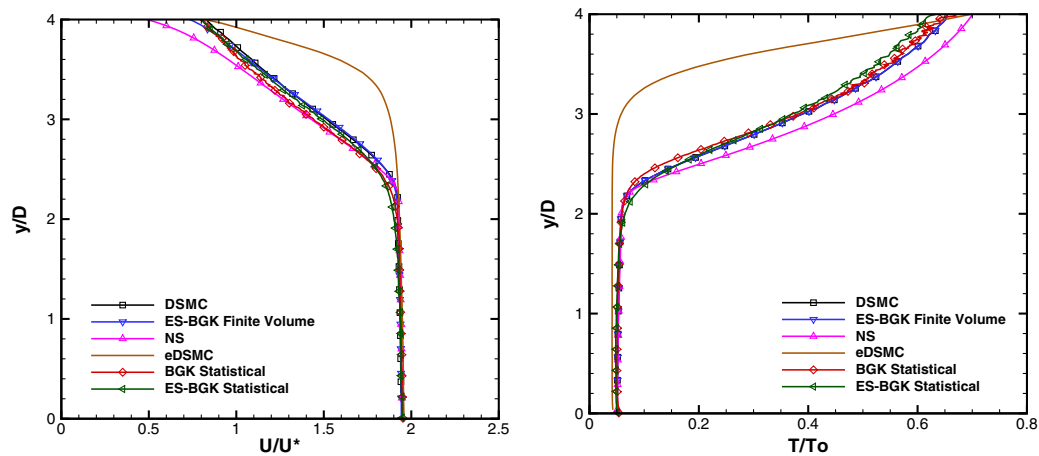 4
3
2
1
0
y/D
0
0.5
1
1.5
2
2.5
U/U*
DSMC
ES-BGK Finite Volume
NS
eDSMC
BGK Statistical
ES-BGK Statistical
4
3
2
1
0
y/D
0
0.2
0.4
0.6
0.8
T/To
DSMC
ES-BGK Finite Volume
NS
eDSMC
BGK Statistical
ES-BGK Statistical